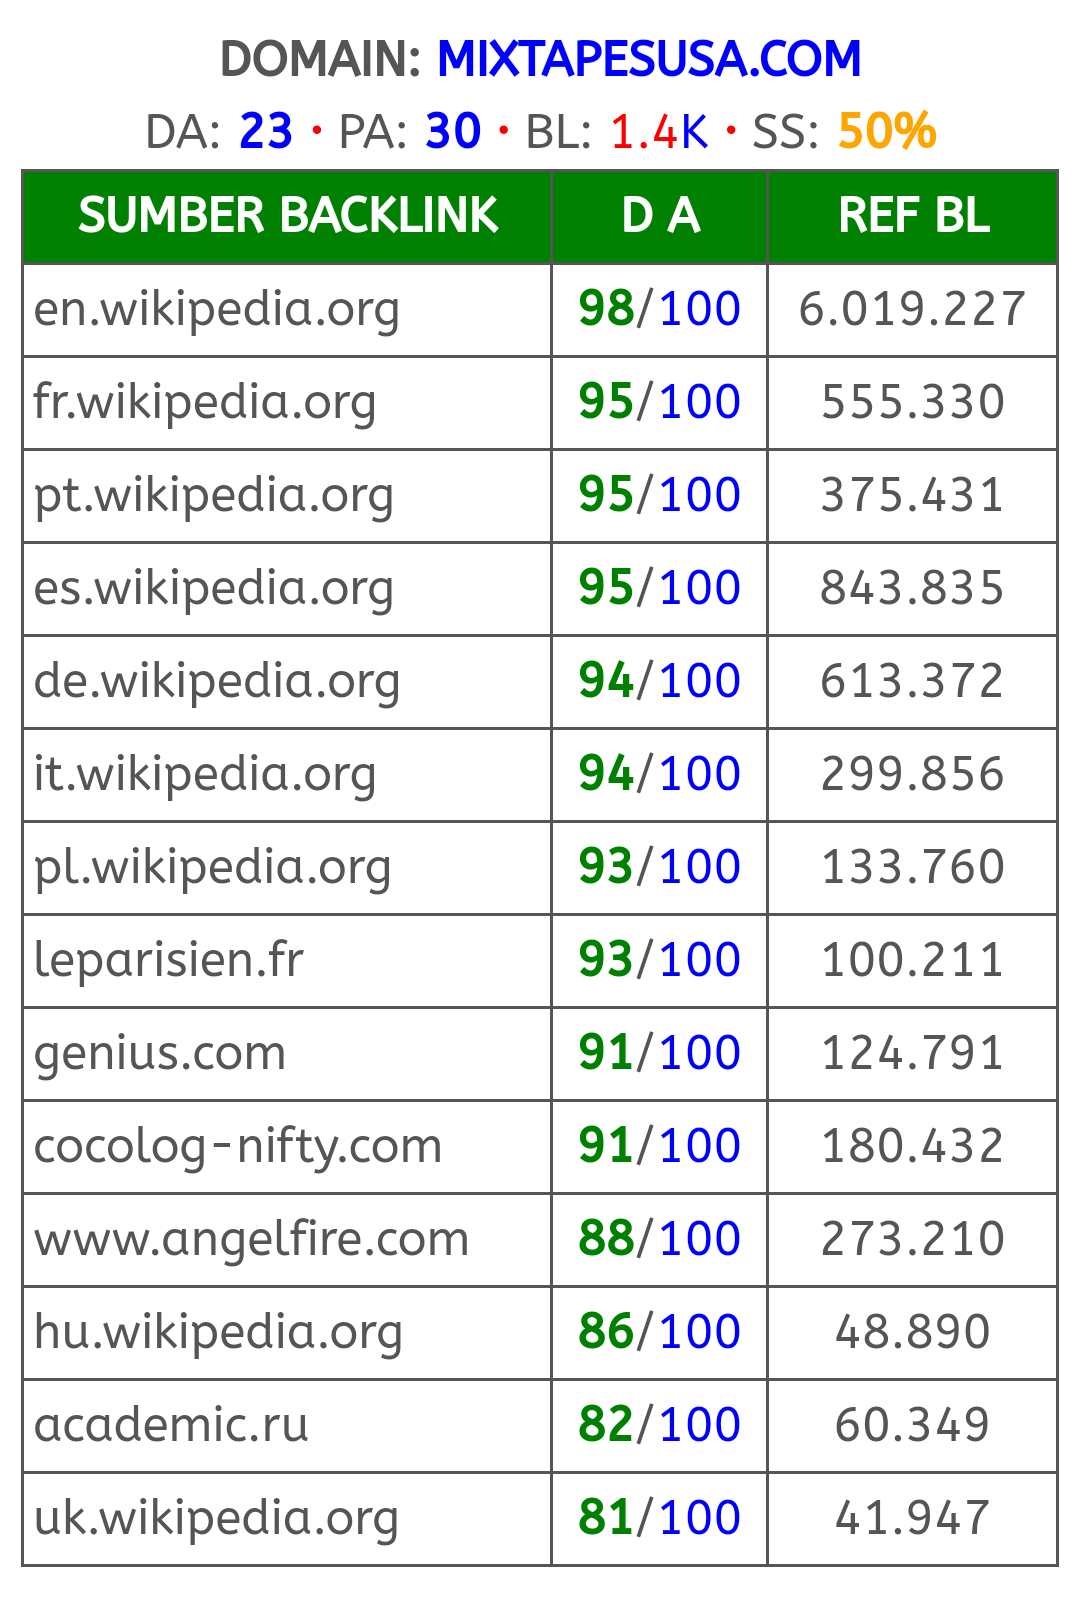 DOMAIN: MIXTAPESUSA.COM
DA: 23 • PA: 30 • BL: 1.4K • SS: 50%
SUMBER BACKLINK D A REF BL
en.wikipedia.org 98/100 6.019.227
fr.wikipedia.org 95/100 555.330
pt.wikipedia.org 95/100 375.431
es.wikipedia.org 95/100 843.835
de.wikipedia.org 94/100 613.372
it.wikipedia.org 94/100 299.856
pl.wikipedia.org 93/100 133.760
leparisien.fr 93/100 100.211
genius.com 91/100 124.791
cocolog-nifty.com 91/100 180.432
www.angelfire.com 88/100 273.210
hu.wikipedia.org 86/100 48.890
academic.ru 82/100 60.349
uk.wikipedia.org 81/100 41.947